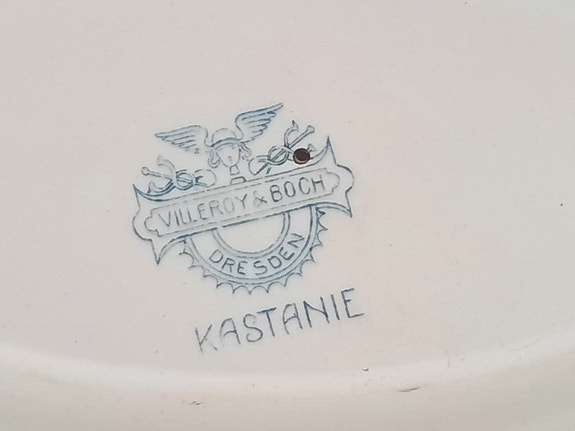 VILLEROY & BOCH
DRESDEN
KASTANIE